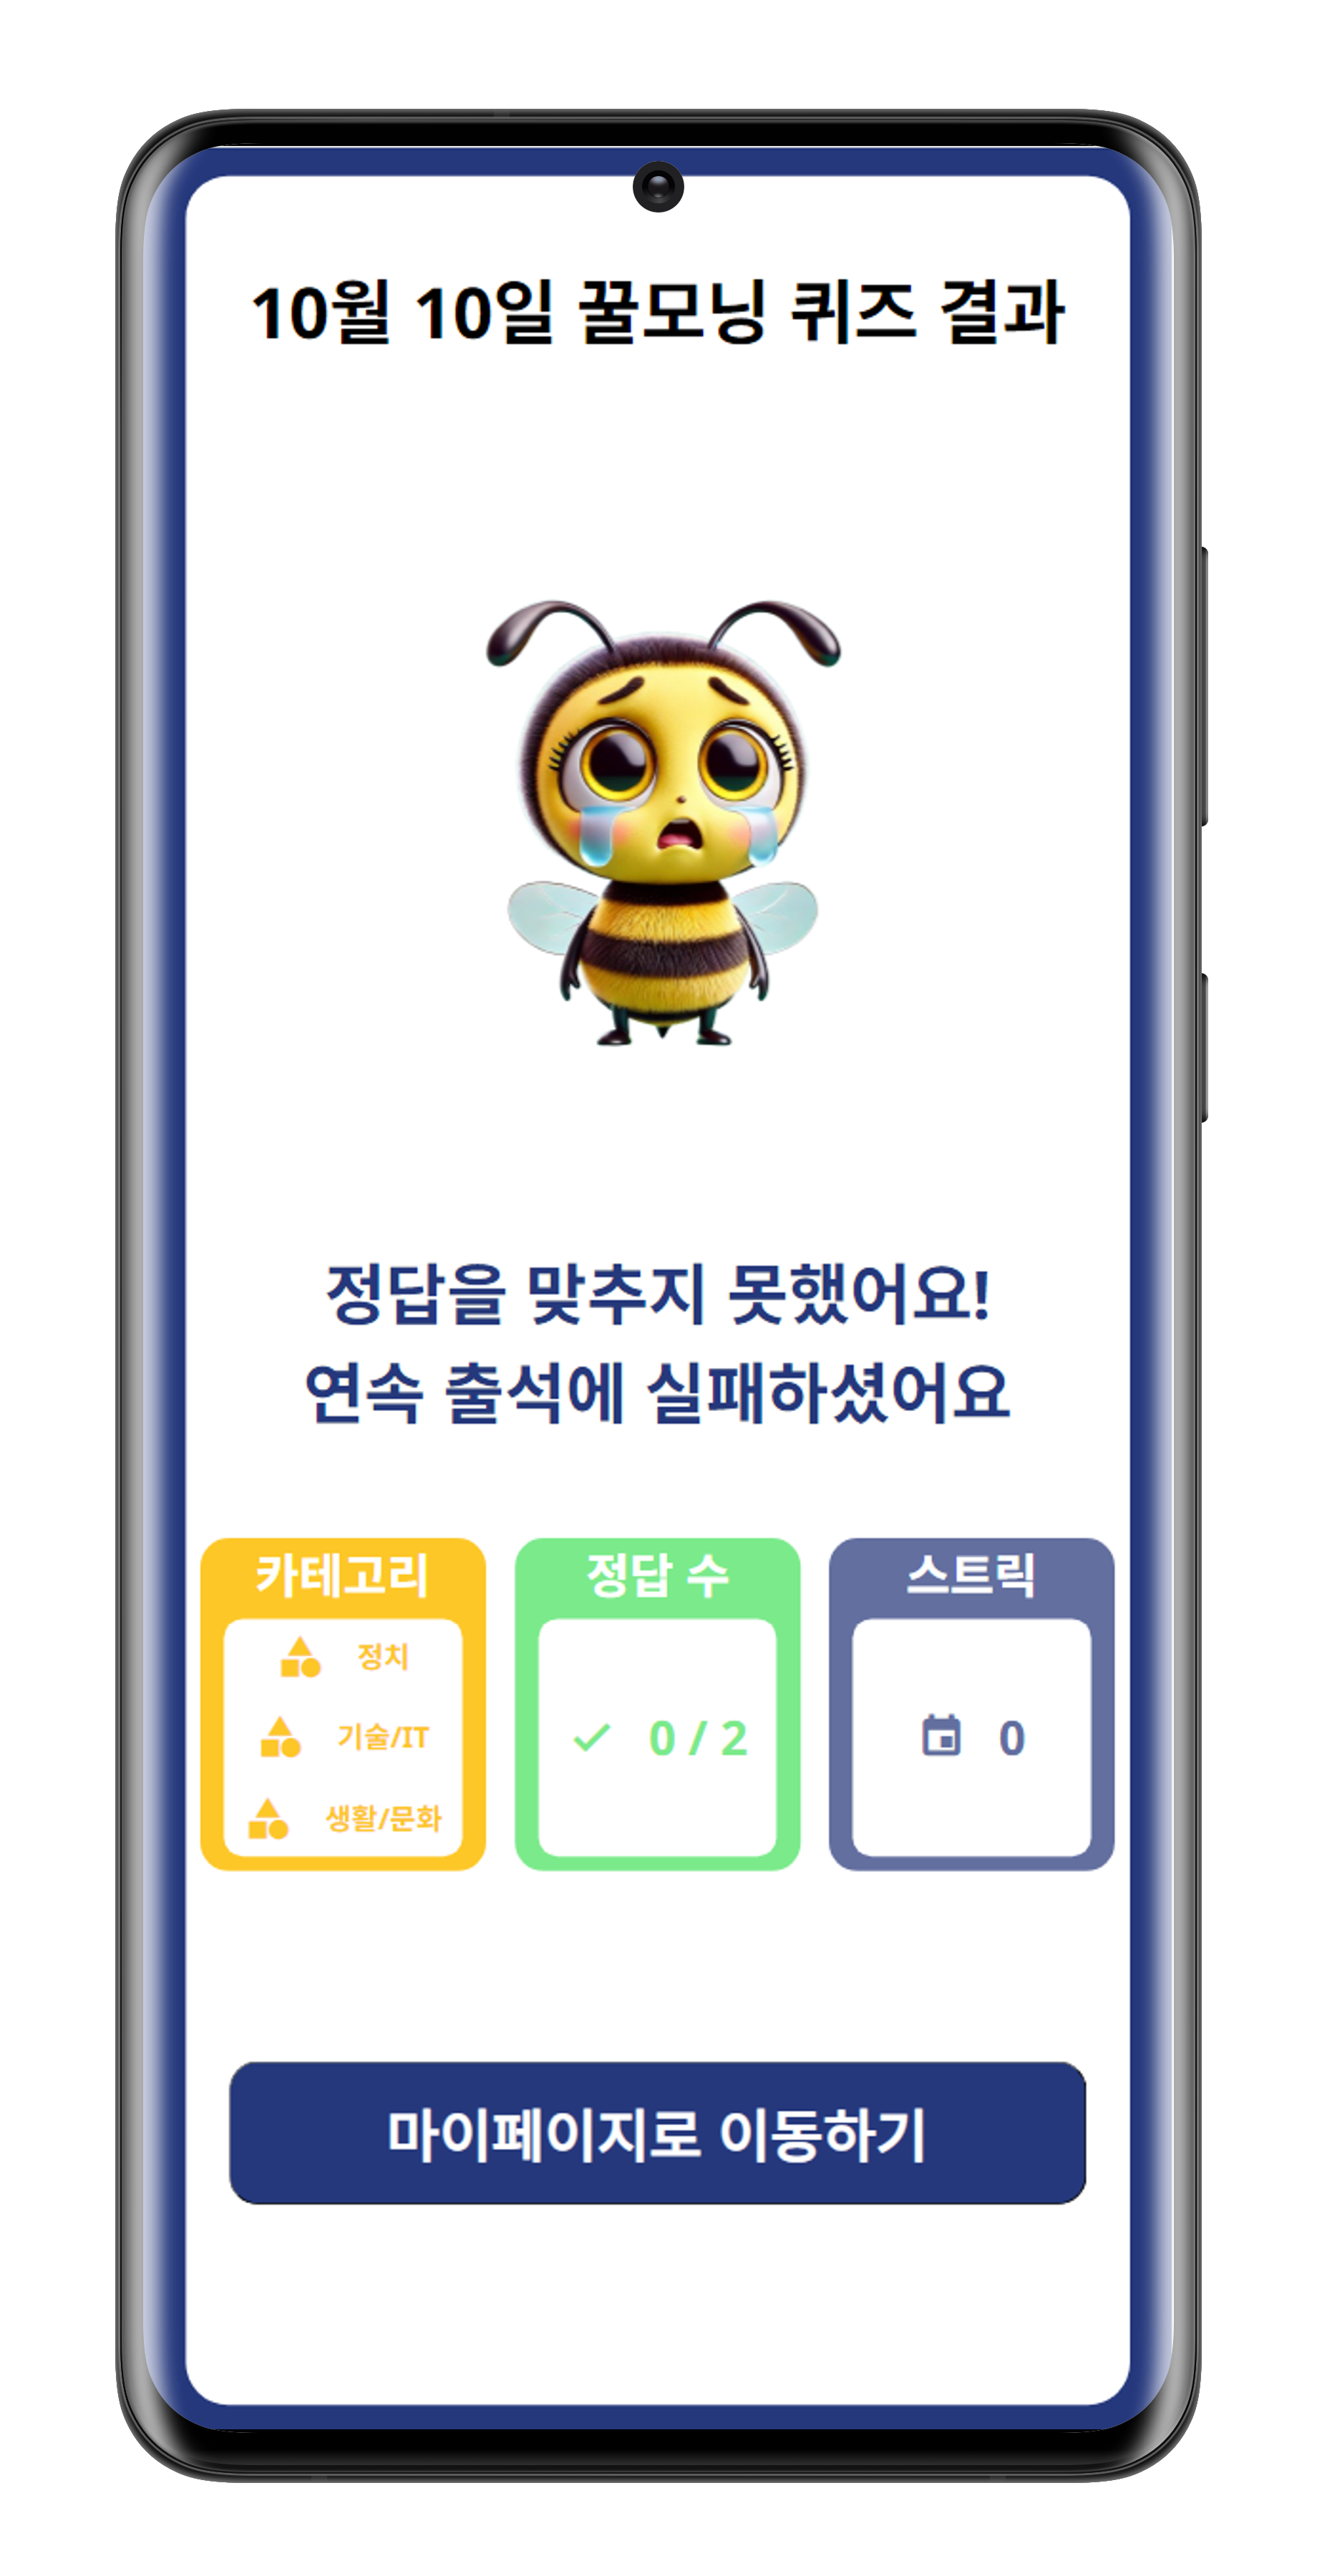 10월 10일 꿀모닝 퀴즈 결과
정답을 맞추지 못했어요!
연속 출석에 실패하셨어요
카테고리
정치
기술/IT
생활/문화
정답 수
0 / 2
스트릭
0
마이페이지로 이동하기